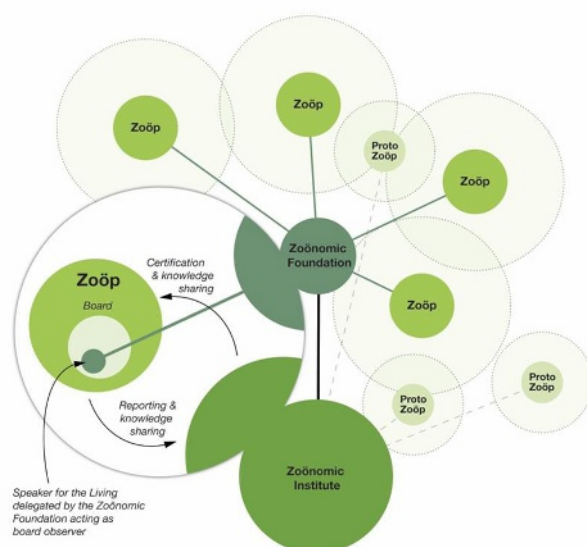 Zoöp
Zoöp
Proto
Zoöp
Zoöp
Zoönomic
Foundation
Certification
& knowledge
sharing
Zoöp
Board
Zoöp
Proto
Zoöp
Proto
Zoöp
Reporting &
knowledge
sharing
Zoönomic
Institute
Speaker for the Living
delegated by the Zoönomic
Foundation acting as
board observer